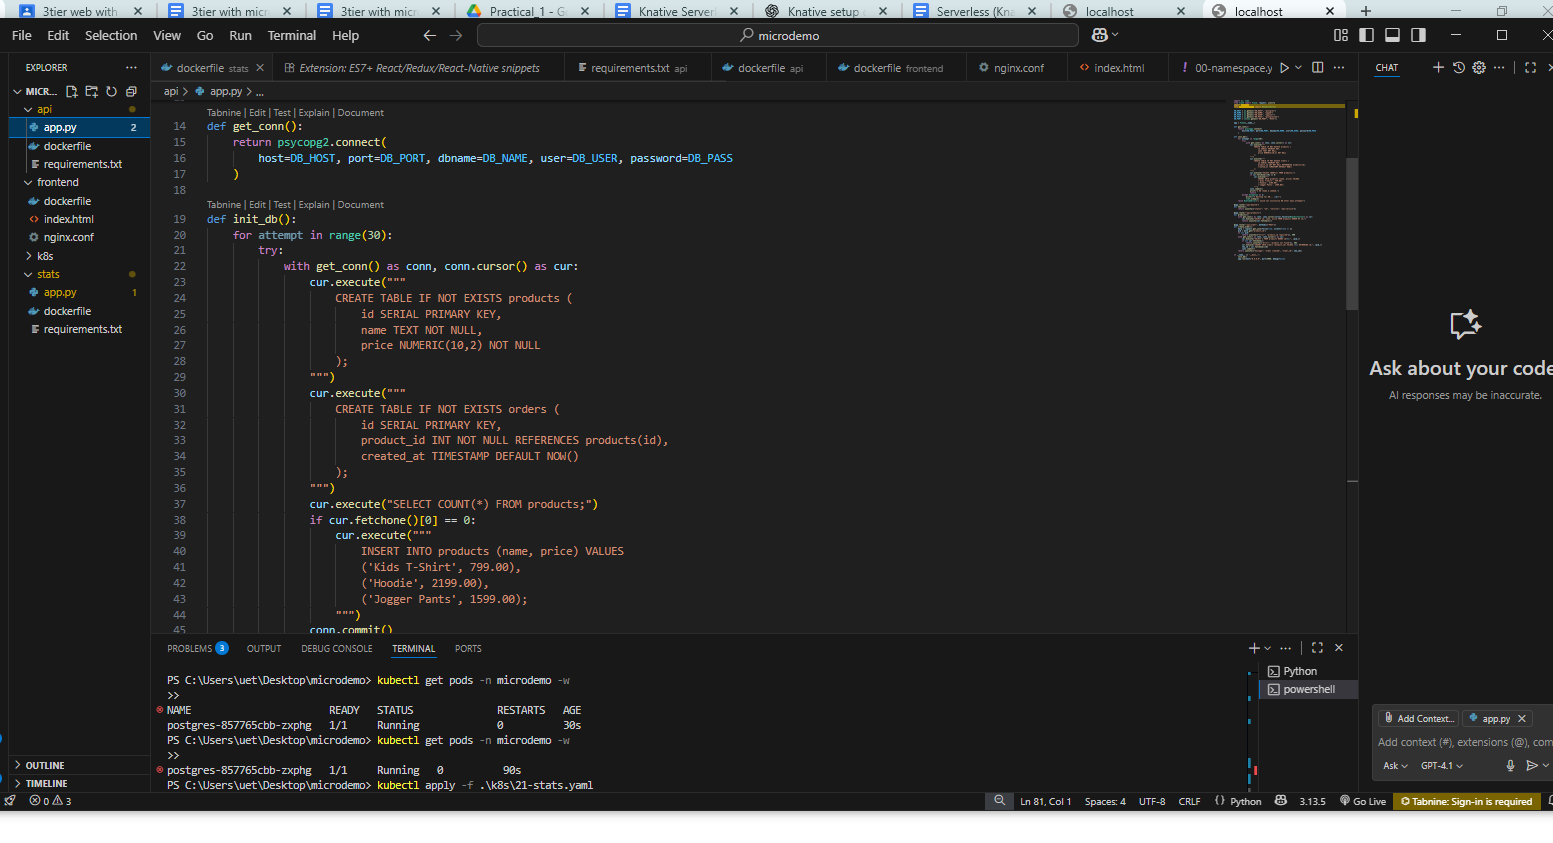 3tier web with
3tier with micr
3tier with micr
Practical_1 - G
Knative Server
Knative setup
Serverless (Kna
localhost
localhost
File Edit Selection View Go Run Terminal Help
microdemo
EXPLORER
dockerfile stats
Extension: ES7+ React/Redux/React-Native snippets
requirements.txt api
dockerfile api
dockerfile frontend
nginx.conf
index.html
00-namespace.y
CHAT
MICR...
api
app.py 2
dockerfile
requirements.txt
frontend
dockerfile
index.html
nginx.conf
k8s
stats
app.py 1
dockerfile
requirements.txt
OUTLINE
TIMELINE
api > app.py > ...
Tabnine | Edit | Test | Explain | Document
14 def get_conn():
15 return psycopg2.connect(
16 host=DB_HOST, port=DB_PORT, dbname=DB_NAME, user=DB_USER, password=DB_PASS
17 )
18
Tabnine | Edit | Test | Explain | Document
19 def init_db():
20 for attempt in range(30):
21 try:
22 with get_conn() as conn, conn.cursor() as cur:
23 cur.execute("""
24 CREATE TABLE IF NOT EXISTS products (
25 id SERIAL PRIMARY KEY,
26 name TEXT NOT NULL,
27 price NUMERIC(10,2) NOT NULL
28 );
29 """)
30 cur.execute("""
31 CREATE TABLE IF NOT EXISTS orders (
32 id SERIAL PRIMARY KEY,
33 product_id INT NOT NULL REFERENCES products(id),
34 created_at TIMESTAMP DEFAULT NOW()
35 );
36 """)
37 cur.execute("SELECT COUNT(*) FROM products;")
38 if cur.fetchone()[0] == 0:
39 cur.execute("""
40 INSERT INTO products (name, price) VALUES
41 ('Kids T-Shirt', 799.00),
42 ('Hoodie', 2199.00),
43 ('Jogger Pants', 1599.00);
44 """)
45 conn.commit()
PROBLEMS 3 OUTPUT DEBUG CONSOLE TERMINAL PORTS
PS C:\Users\uet\Desktop\microdemo> kubectl get pods -n microdemo -w
>>
NAME READY STATUS RESTARTS AGE
postgres-857765cbb-zxphg 1/1 Running 0 30s
PS C:\Users\uet\Desktop\microdemo> kubectl get pods -n microdemo -w
>>
postgres-857765cbb-zxphg 1/1 Running 0 90s
PS C:\Users\uet\Desktop\microdemo> kubectl apply -f .\k8s\21-stats.yaml
Python
powershell
Ask about your code
AI responses may be inaccurate.
Add Context...
app.py
Add context (#), extensions (@), com
Ask GPT-4.1
0 3
Ln 81, Col 1 Spaces: 4 UTF-8 CRLF {} Python 3.13.5 Go Live Tabnine: Sign-in is required